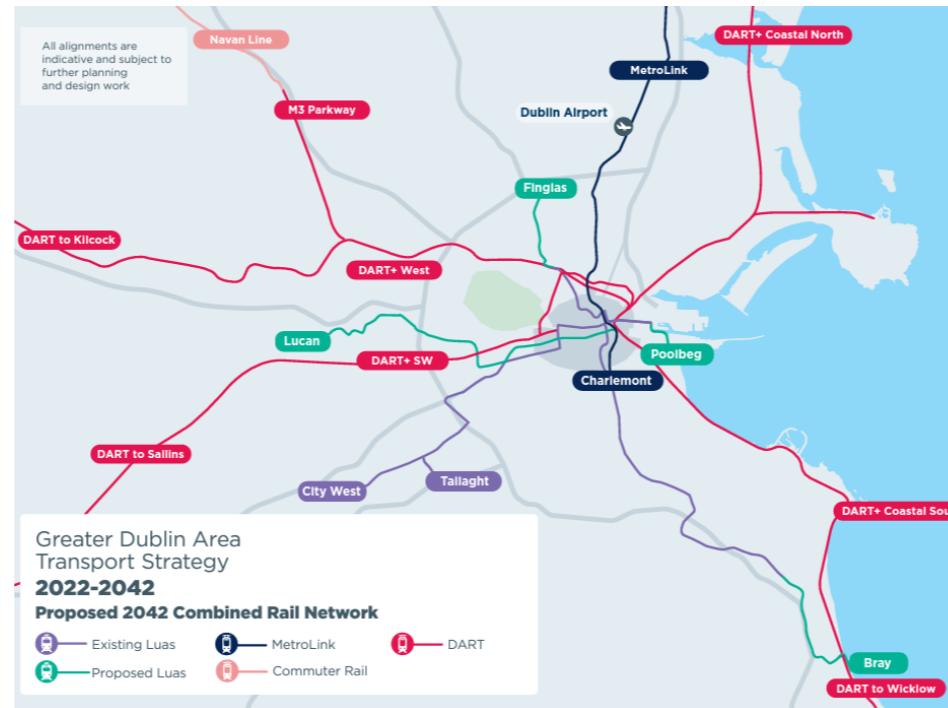 All alignments are
indicative and subject to
further planning
and design work
Navan Line
DART+ Coastal North
MetroLink
M3 Parkway
Dublin Airport
Finglas
DART to Kilcock
DART+ West
Lucan
DART+ SW
Poolbeg
Charlemont
DART to Sallins
Tallaght
City West
DART+ Coastal Sou
Greater Dublin Area
Transport Strategy
2022-2042
Proposed 2042 Combined Rail Network
Existing Luas
MetroLink
DART
Proposed Luas
Commuter Rail
Bray
DART to Wicklow